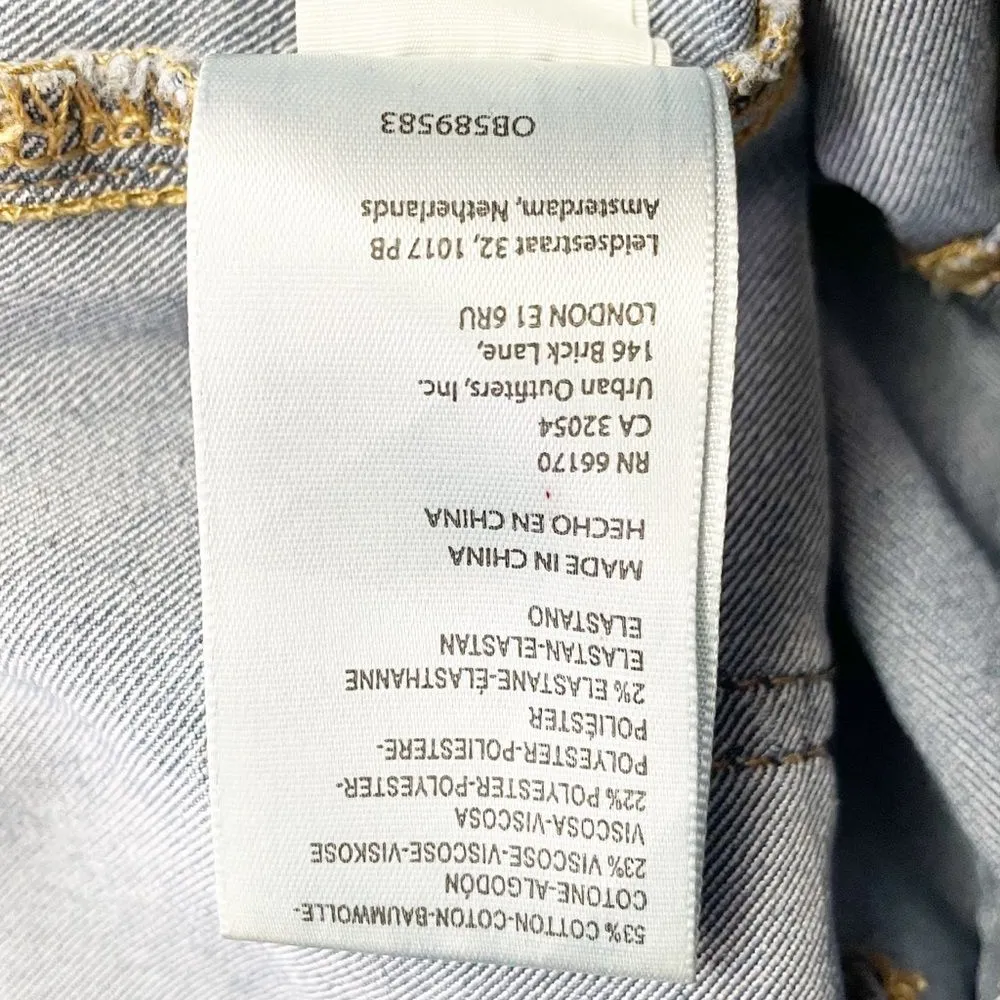 53% COTTON-COTON-BAUMWOLLE-
COTONE-ALGODÓN
23% VISCOSE-VISCOSE-VISKOSE
VISCOSA-VISCOSA
22% POLYESTER-POLYESTER-
POLYESTER-POLIESTERE-
POLIÉSTER
2% ELASTANE-ÉLASTHANNE
ELASTAN-ELASTAN
ELASTANO
MADE IN CHINA
HECHO EN CHINA
RN 66170
CA 32054
Urban Outfitters, Inc.
146 Brick Lane,
LONDON E1 6RU
Leidsestraat 32, 1017 PB
Amsterdam, Netherlands
OB589583